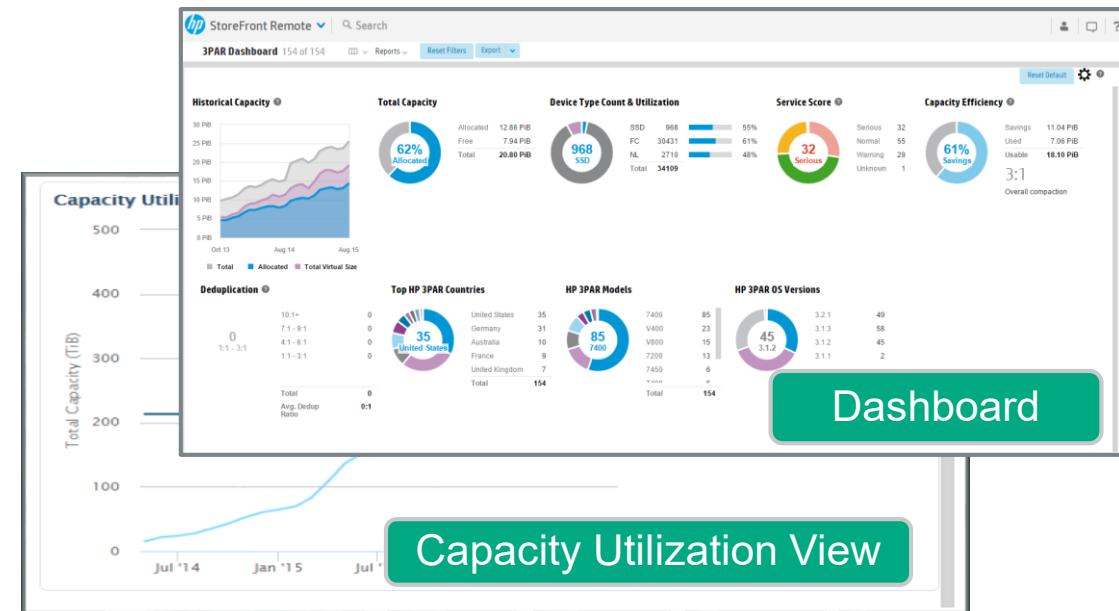 hp StoreFront Remote Search
?
3PAR Dashboard 154 of 154 Reports Reset Filters Export
Reset Default ?
Historical Capacity ?
30 PiB
25 PiB
20 PiB
15 PiB
10 PiB
5 PiB
0 PiB
Oct 13 Aug 14 Aug 15
Total Allocated Total Virtual Size
Total Capacity
62%
Allocated
Allocated 12.86 PiB
Free 7.94 PiB
Total 20.80 PiB
Device Type Count & Utilization
968
SSD
SSD 968 55%
FC 30431 61%
NL 2710 48%
Total 34109
Service Score ?
32
Serious
Serious 32
Normal 55
Warning 29
Unknown 1
Capacity Efficiency ?
61%
Savings
Savings 11.04 PiB
Used 7.06 PiB
Usable 18.10 PiB
3:1
Overall compaction
Deduplication ?
0
1:1 - 3:1
10:1+ 0
7:1 - 9:1 0
4:1 - 6:1 0
1:1 - 3:1 0
Total 0
Avg. Dedup 0:1
Ratio
Top HP 3PAR Countries
35
United States
United States 35
Germany 31
Australia 10
France 9
United Kingdom 7
Total 154
HP 3PAR Models
85
7400
7400 85
V400 23
V800 15
7200 13
7450 6
Total 154
HP 3PAR OS Versions
45
3.1.2
3.2.1 49
3.1.3 58
3.1.2 45
3.1.1 2
Dashboard
Capacity Utili
Total Capacity (TiB)
500
400
300
200
100
0
Jul '14 Jan '15 Jul '
Capacity Utilization View